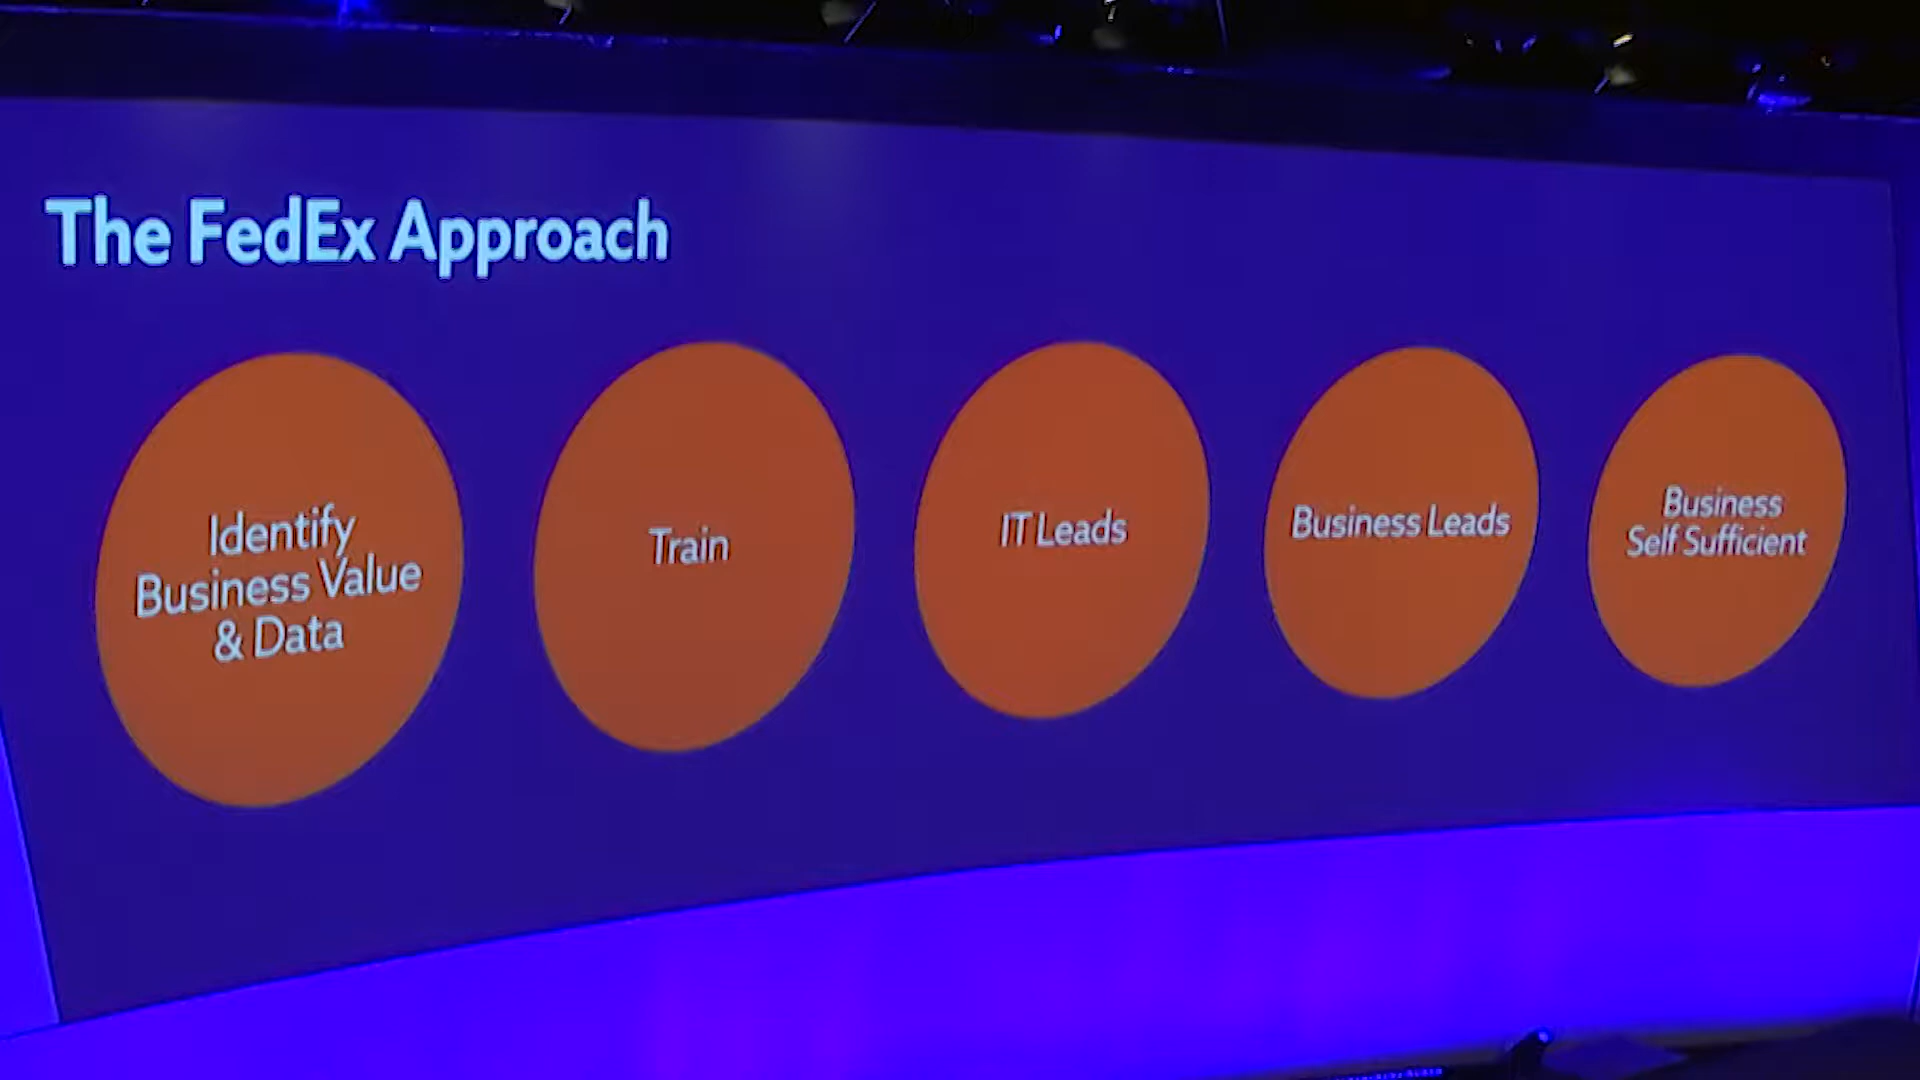 The FedEx Approach
Identify
Business Value
& Data
Train
IT Leads
Business Leads
Business
Self Sufficient